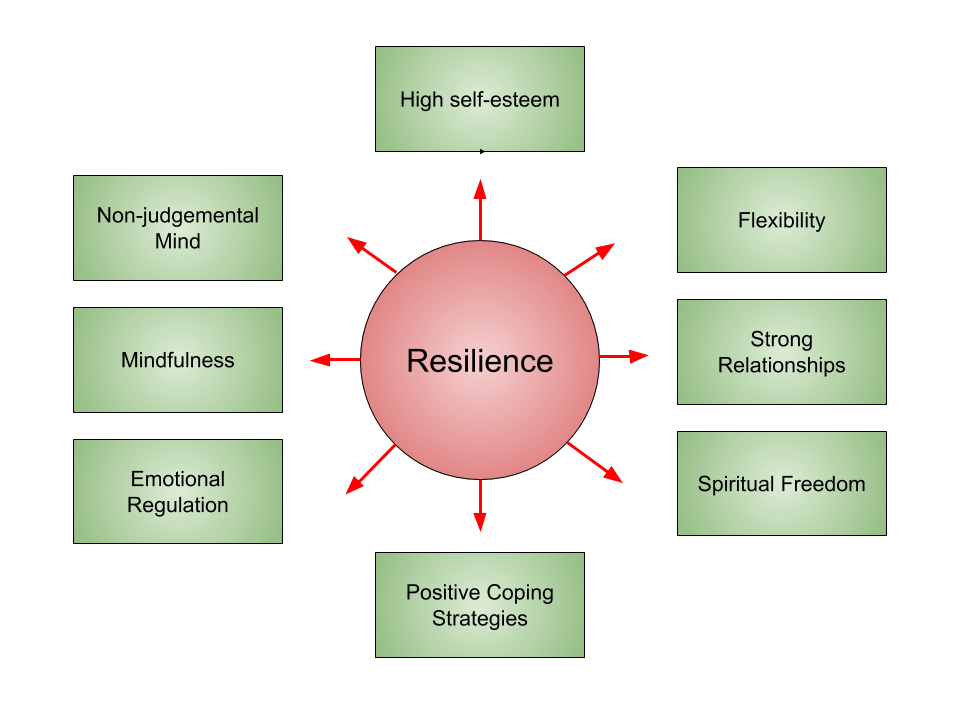 High self-esteem
Non-judgemental
Mind
Flexibility
Mindfulness
Resilience
Strong
Relationships
Emotional
Regulation
Spiritual Freedom
Positive Coping
Strategies